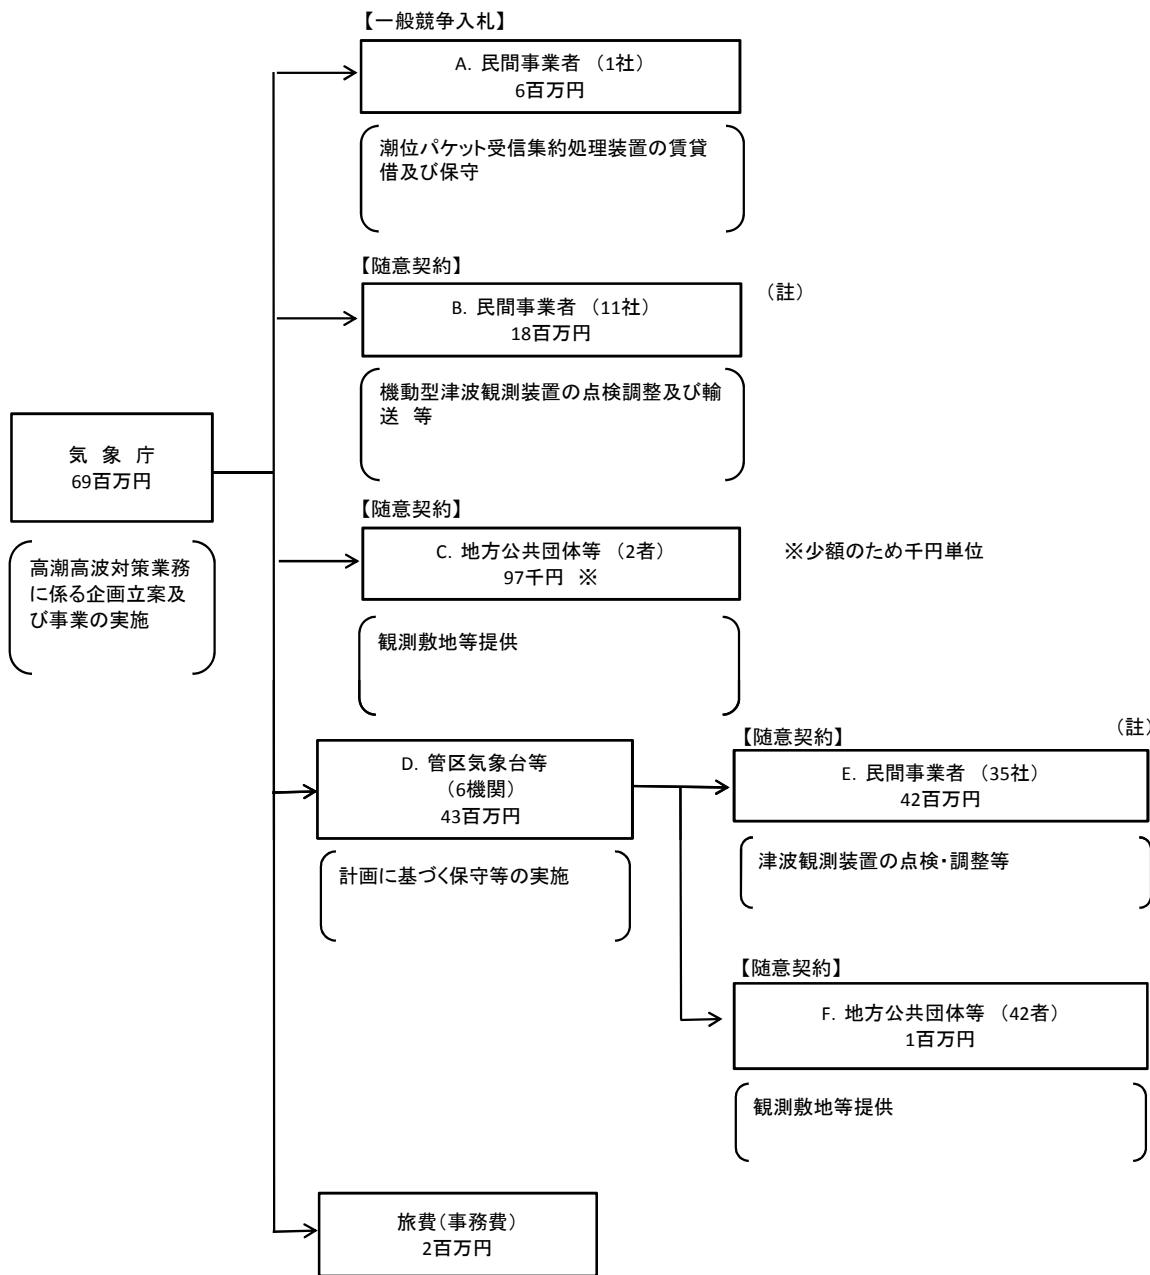 【一般競争入札】
A. 民間事業者 （1社）
6百万円
潮位パケット受信集約処理装置の賃貸
借及び保守
【随意契約】
（註）
B. 民間事業者 （11社）
18百万円
機動型津波観測装置の点検調整及び輸
送 等
気 象 庁
69百万円
高潮高波対策業務
に係る企画立案及
び事業の実施
【随意契約】
C. 地方公共団体等 （2者）
97千円 ※
※少額のため千円単位
観測敷地等提供
D. 管区気象台等
（6機関）
43百万円
計画に基づく保守等の実施
【随意契約】
（註）
E. 民間事業者 （35社）
42百万円
津波観測装置の点検・調整等
【随意契約】
F. 地方公共団体等 （42者）
1百万円
観測敷地等提供
旅費（事務費）
2百万円